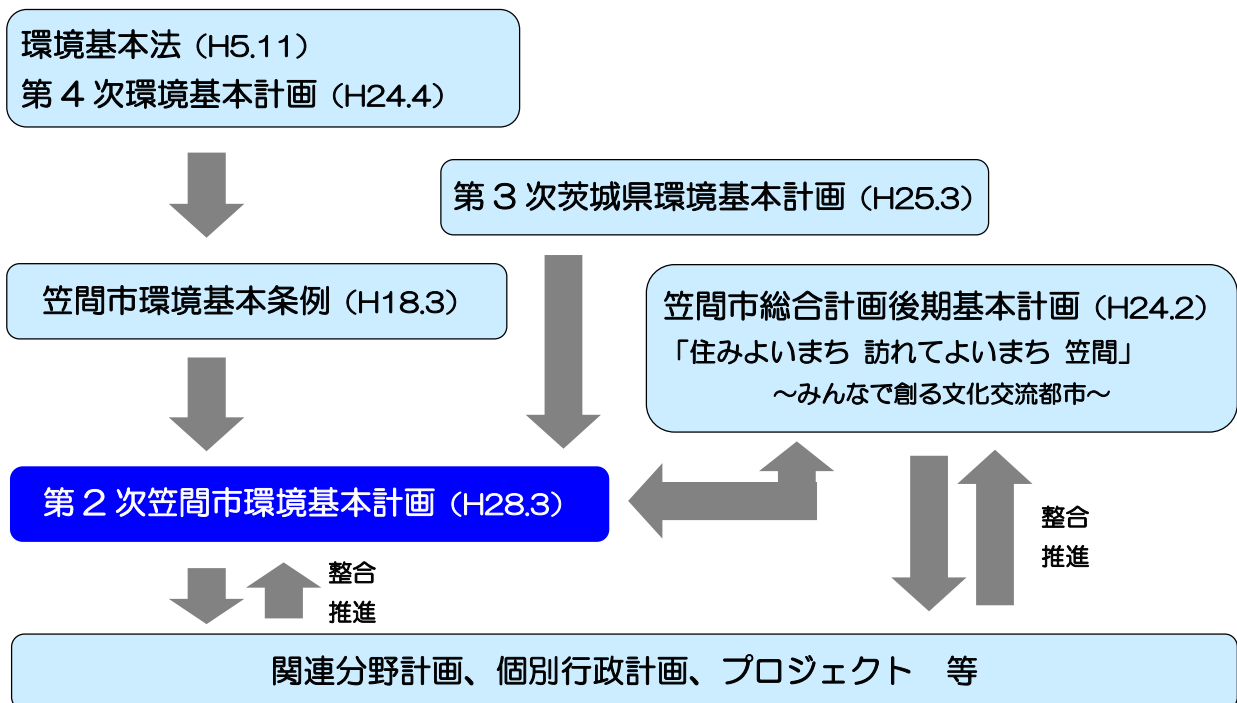 環境基本法（H5.11）
第４次環境基本計画（H24.4）
第３次茨城県環境基本計画（H25.3）
笠間市環境基本条例（H18.3）
笠間市総合計画後期基本計画（H24.2）
「住みよいまち 訪れてよいまち 笠間」
～みんなで創る文化交流都市～
第２次笠間市環境基本計画（H28.3）
整合
推進
整合
推進
関連分野計画、個別行政計画、プロジェクト　等